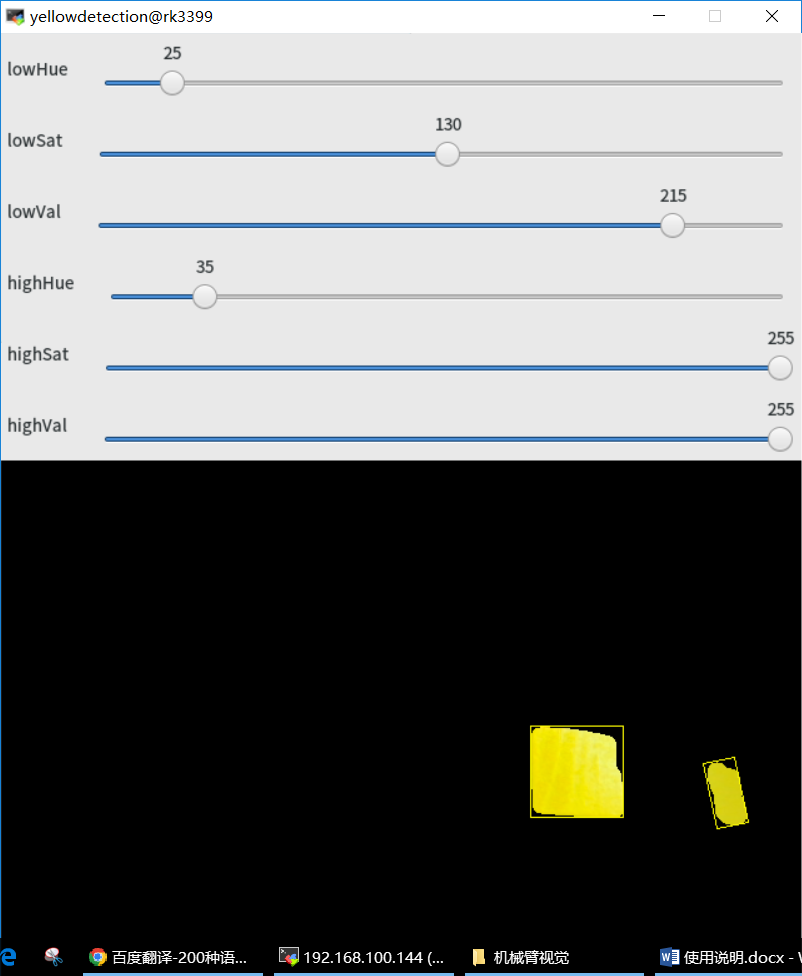 yellowdetection@rk3399
25
lowHue
130
lowSat
215
lowVal
35
highHue
255
highSat
255
highVal
百度翻译-200种语...
192.168.100.144 (...
机械臂视觉
使用说明.docx -